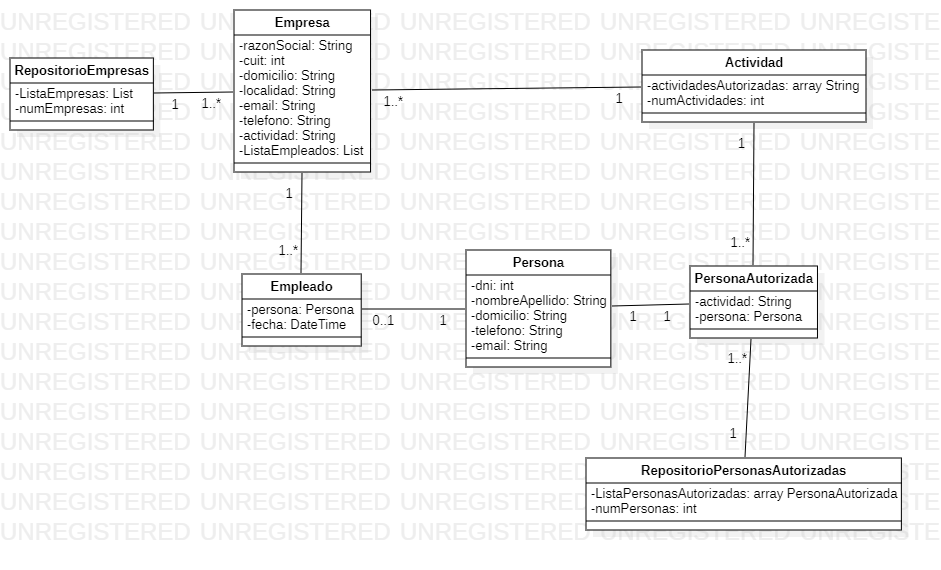 Empresa
-razonSocial: String
-cuit: int
-domicilio: String
-localidad: String
-email: String
-telefono: String
-actividad: String
-ListaEmpleados: List
RepositorioEmpresas
-ListaEmpresas: List
-numEmpresas: int
1
1..*
1..*
1
Actividad
-actividadesAutorizadas: array String
-numActividades: int
1
1..*
1
1..*
Empleado
-persona: Persona
-fecha: DateTime
0..1
1
Persona
-dni: int
-nombreApellido: String
-domicilio: String
-telefono: String
-email: String
1
1
PersonaAutorizada
-actividad: String
-persona: Persona
1..*
1
RepositorioPersonasAutorizadas
-ListaPersonasAutorizadas: array PersonaAutorizada
-numPersonas: int
UNREGISTERED UNREGISTERED UNREGISTERED UNREGISTERED UNREGISTE